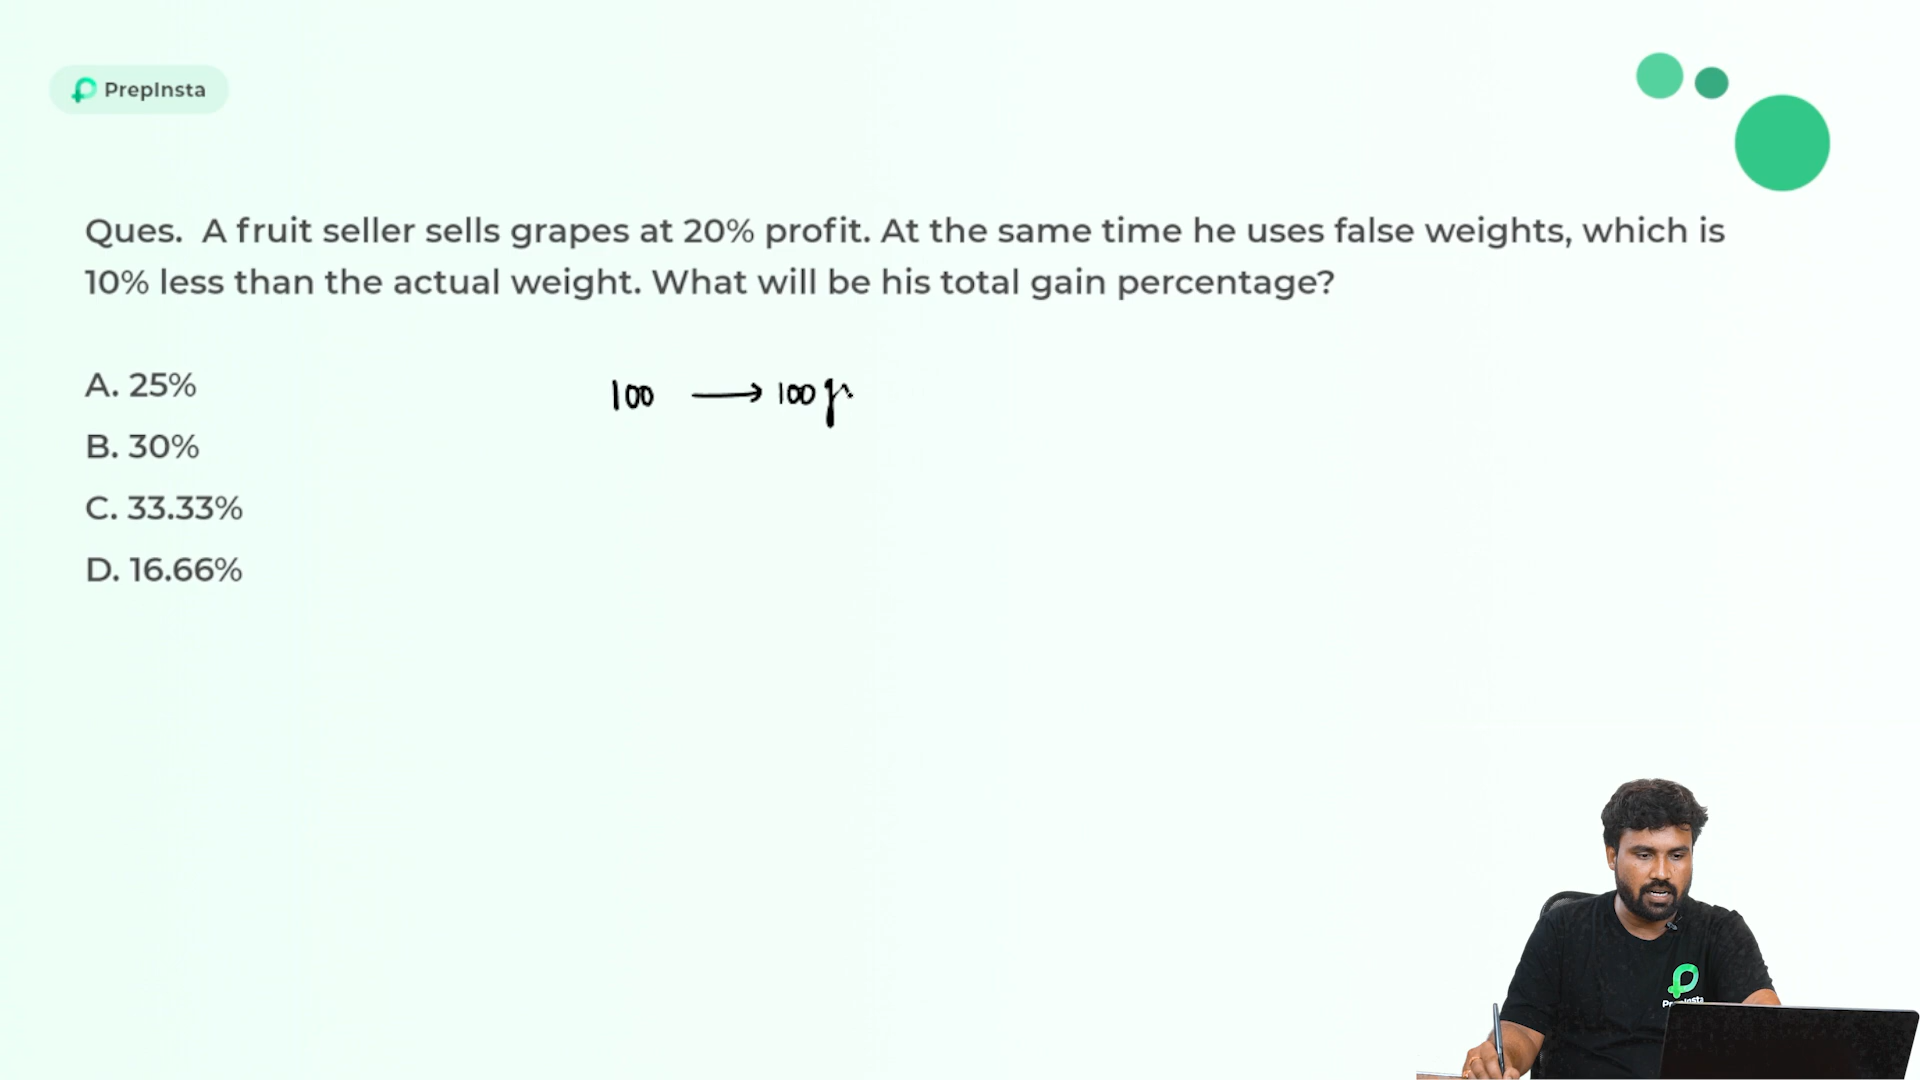 PrepInsta
Ques. A fruit seller sells grapes at 20% profit. At the same time he uses false weights, which is
10% less than the actual weight. What will be his total gain percentage?
A. 25%
100 → 100
B. 30%
C. 33.33%
D. 16.66%
PrepInsta